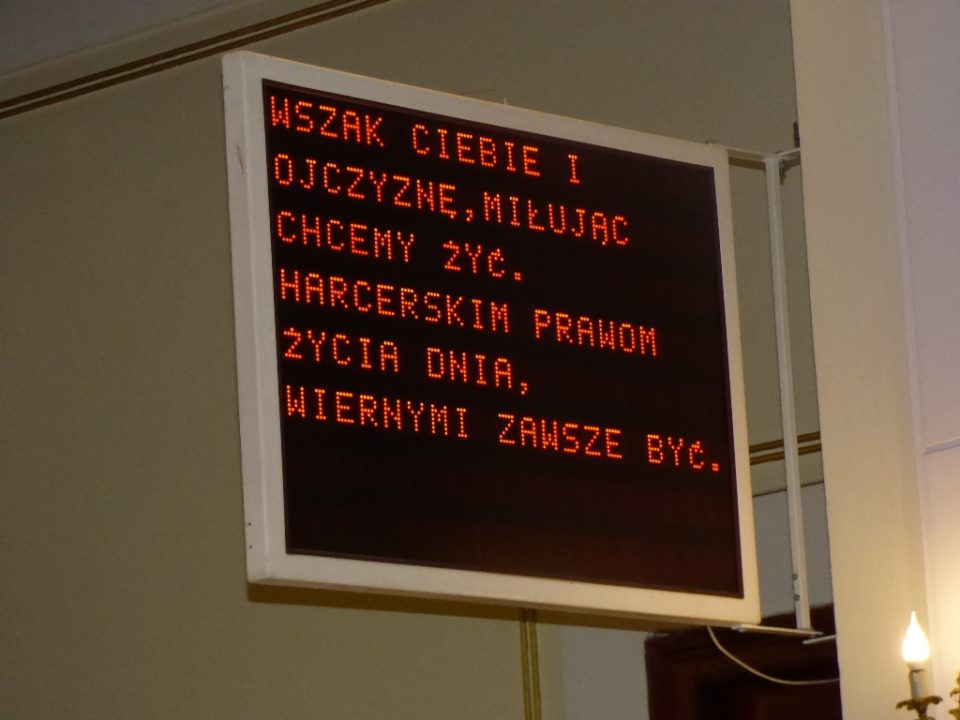 WSZAK CIEBIE I
OJCZYZNĘ,MIŁUJĄC
CHCEMY ŻYĆ.
HARCERSKIM PRAWOM
ŻYCIA DNIA,
WIERNYMI ZAWSZE BYĆ.